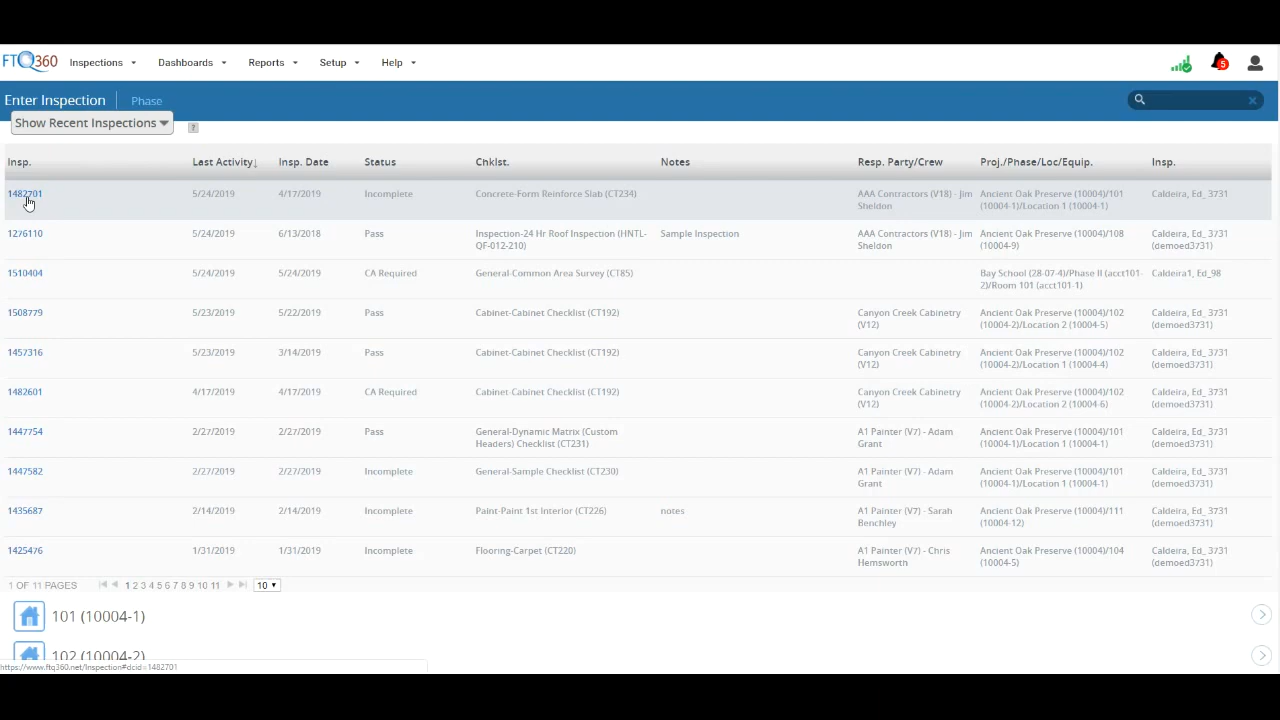 FTQ360 Inspections Dashboards Reports Setup Help 5
Enter Inspection Phase
Show Recent Inspections ?
Insp. Last Activity↓ Insp. Date Status Chklst. Notes Resp. Party/Crew Proj./Phase/Loc/Equip. Insp.
1482701 5/24/2019 4/17/2019 Incomplete Concrete-Form Reinforce Slab (CT234) AAA Contractors (V18) - Jim Ancient Oak Preserve (10004)/101 Caldeira, Ed_ 3731
Sheldon (10004-1)/Location 1 (10004-1)
1276110 5/24/2019 6/13/2018 Pass Inspection-24 Hr Roof Inspection (HNTL- Sample Inspection AAA Contractors (V18) - Jim Ancient Oak Preserve (10004)/108 Caldeira, Ed_ 3731
QF-012-210) Sheldon (10004-9) (demoed3731)
1510404 5/24/2019 5/24/2019 CA Required General-Common Area Survey (CT85) Bay School (28-07-4)/Phase II (acct101- Caldeira1, Ed_98
2)/Room 101 (acct101-1)
1508779 5/23/2019 5/22/2019 Pass Cabinet-Cabinet Checklist (CT192) Canyon Creek Cabinetry Ancient Oak Preserve (10004)/102 Caldeira, Ed_ 3731
(V12) (10004-2)/Location 2 (10004-5) (demoed3731)
1457316 5/23/2019 3/14/2019 Pass Cabinet-Cabinet Checklist (CT192) Canyon Creek Cabinetry Ancient Oak Preserve (10004)/102 Caldeira, Ed_ 3731
(V12) (10004-2)/Location 1 (10004-4) (demoed3731)
1482601 4/17/2019 4/17/2019 CA Required Cabinet-Cabinet Checklist (CT192) Canyon Creek Cabinetry Ancient Oak Preserve (10004)/102 Caldeira, Ed_ 3731
(V12) (10004-2)/Location 2 (10004-6) (demoed3731)
1447754 2/27/2019 2/27/2019 Pass General-Dynamic Matrix (Custom A1 Painter (V7) - Adam Ancient Oak Preserve (10004)/101 Caldeira, Ed_ 3731
Headers) Checklist (CT231) Grant (10004-1)/Location 1 (10004-1) (demoed3731)
1447582 2/27/2019 2/27/2019 Incomplete General-Sample Checklist (CT230) A1 Painter (V7) - Adam Ancient Oak Preserve (10004)/101 Caldeira, Ed_ 3731
Grant (10004-1)/Location 1 (10004-1) (demoed3731)
1435687 2/14/2019 2/14/2019 Incomplete Paint-Paint 1st Interior (CT226) notes A1 Painter (V7) - Sarah Ancient Oak Preserve (10004)/111 Caldeira, Ed_ 3731
Benchley (10004-12) (demoed3731)
1425476 1/31/2019 1/31/2019 Incomplete Flooring-Carpet (CT220) A1 Painter (V7) - Chris Ancient Oak Preserve (10004)/104 Caldeira, Ed_ 3731
Hemsworth (10004-5) (demoed3731)
1 OF 11 PAGES 1 2 3 4 5 6 7 8 9 10 11 10
101 (10004-1)
102 (10004-2)
https://www.ftq360.net/Inspection#dcid=1482701